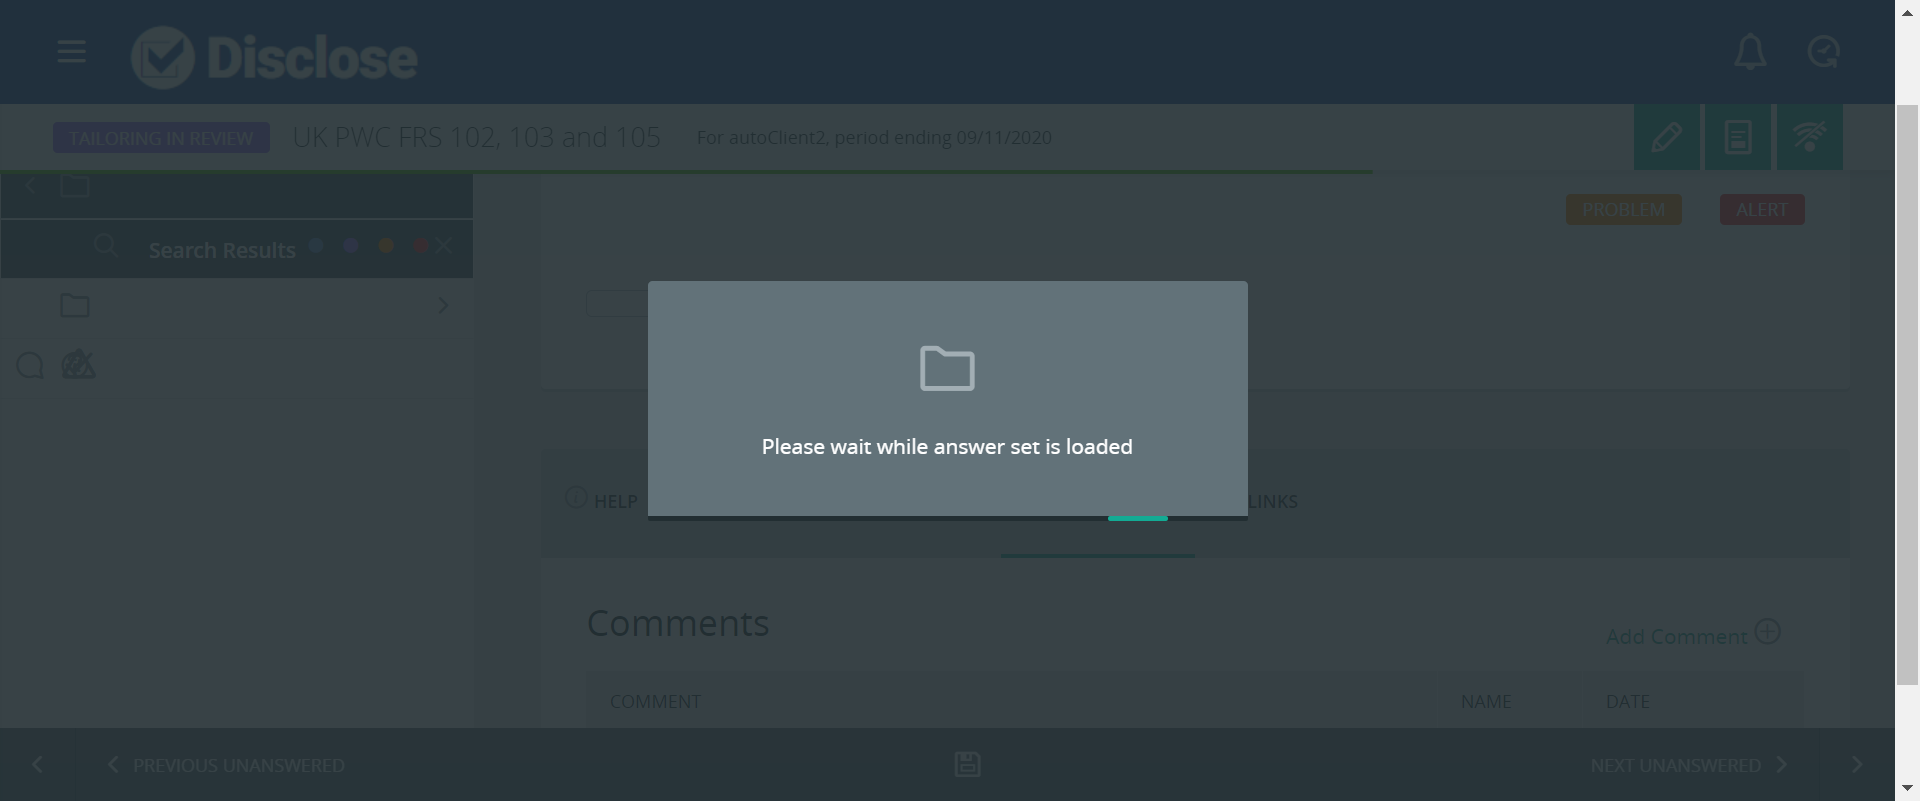 Disclose
TAILORING IN REVIEW
UK PWC FRS 102, 103 and 105
For autoClient2, period ending 09/11/2020
PROBLEM
ALERT
Search Results
Please wait while answer set is loaded
HELP
LINKS
Comments
Add Comment
COMMENT
NAME
DATE
PREVIOUS UNANSWERED
NEXT UNANSWERED